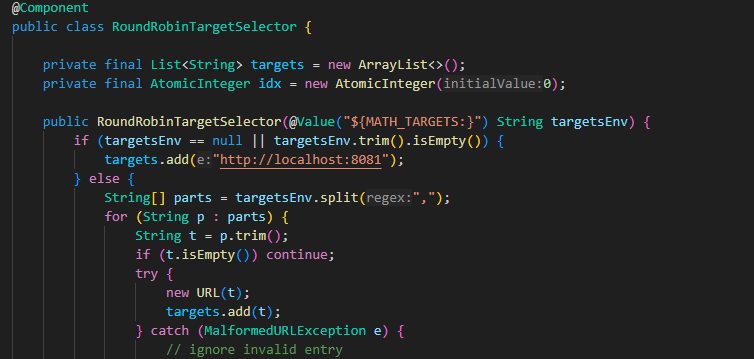 @Component
public class RoundRobinTargetSelector {
private final List<String> targets = new ArrayList<>();
private final AtomicInteger idx = new AtomicInteger(initialValue:0);
public RoundRobinTargetSelector(@Value("${MATH_TARGETS:}") String targetsEnv) {
if (targetsEnv == null || targetsEnv.trim().isEmpty()) {
targets.add(e:"http://localhost:8081");
} else {
String[] parts = targetsEnv.split(regex:",");
for (String p : parts) {
String t = p.trim();
if (t.isEmpty()) continue;
try {
new URL(t);
targets.add(t);
} catch (MalformedURLException e) {
// ignore invalid entry